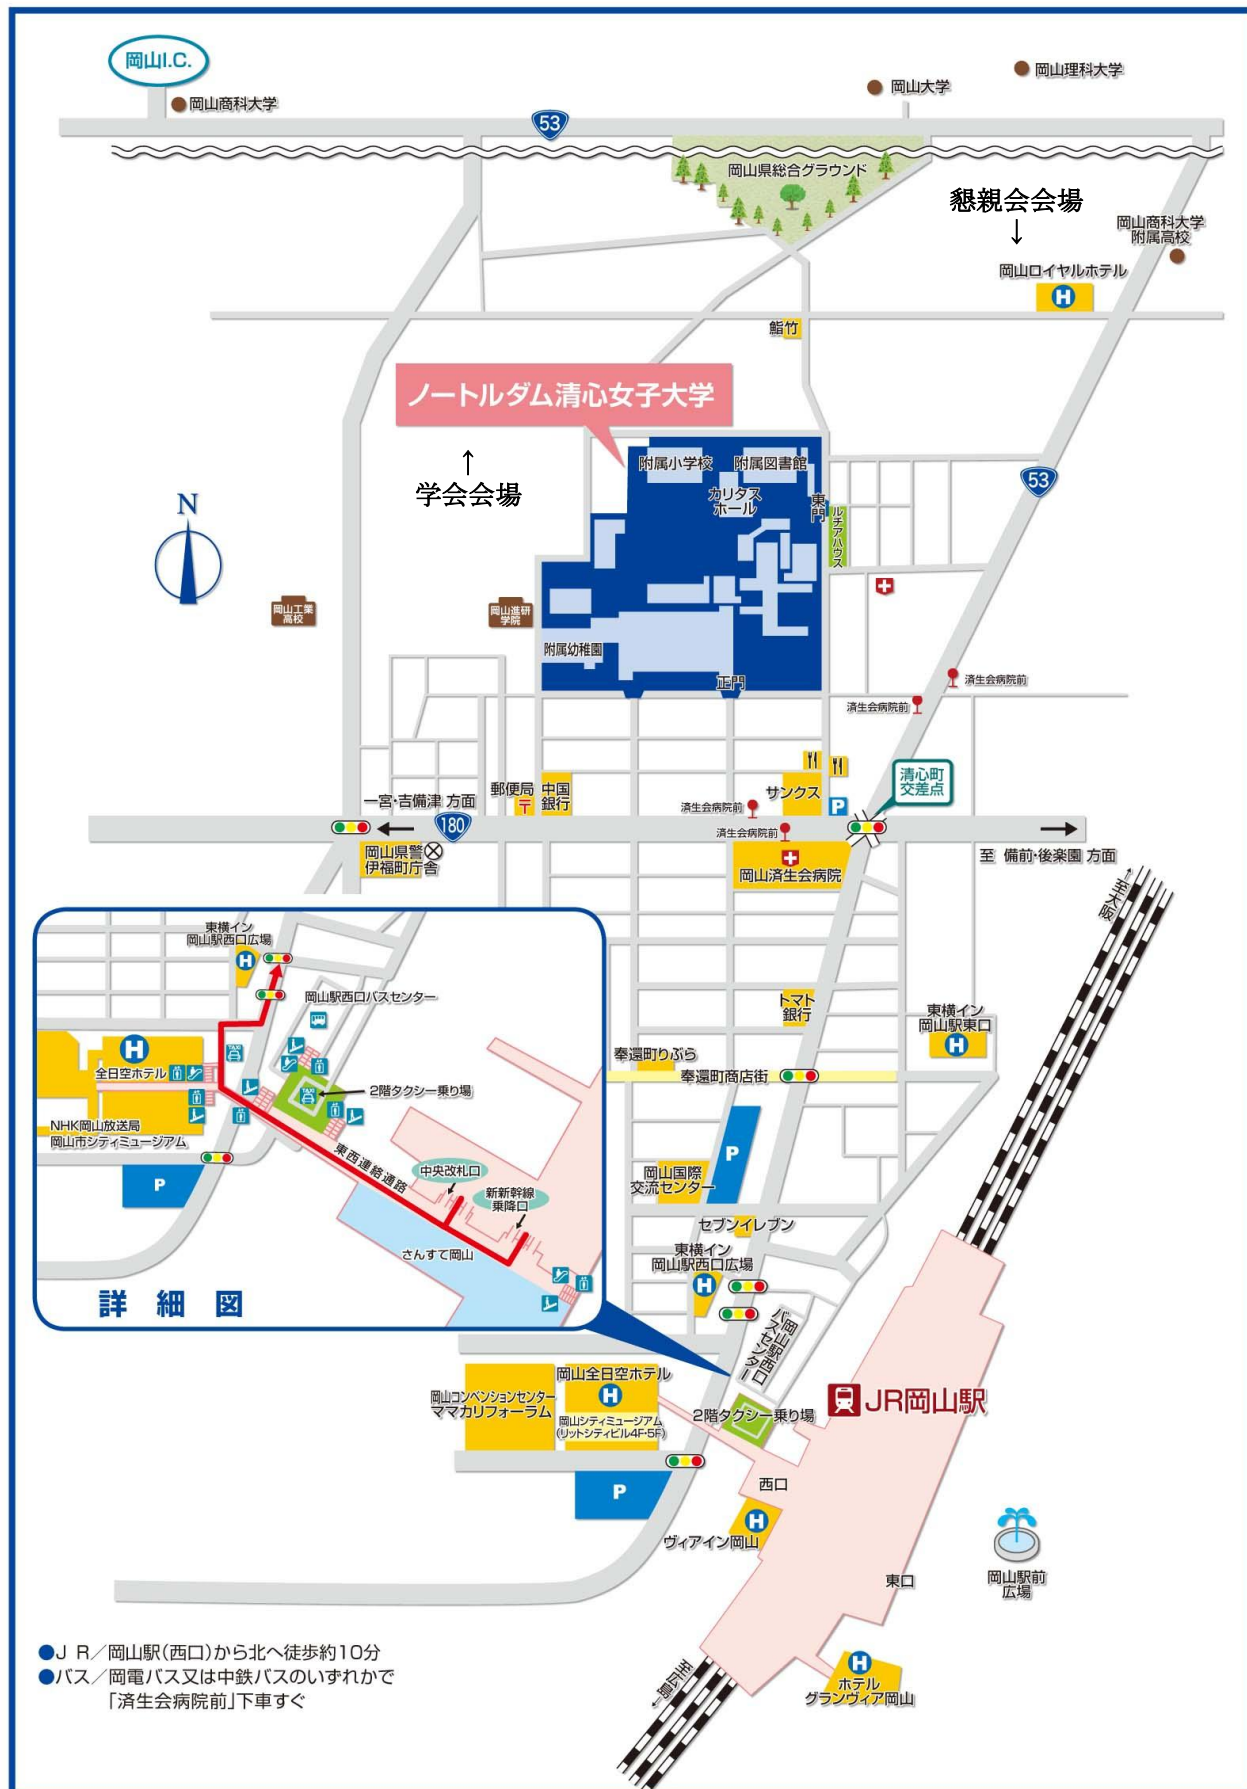 岡山I.C.
岡山商科大学
53
岡山大学
岡山理科大学
岡山県総合グラウンド
懇親会会場
↓
岡山商科大学
附属高校
岡山ロイヤルホテル
H
鮨竹
ノートルダム清心女子大学
↑
学会会場
附属小学校
附属図書館
カリタス
ホール
東門
ルチアハウス
53
N
岡山工業
高校
岡山進研
学院
附属幼稚園
正門
済生会病院前
済生会病院前
清心町
交差点
郵便局
中国
銀行
サンクス
P
済生会病院前
済生会病院前
一宮・吉備津 方面
180
岡山県警
伊福町庁舎
岡山済生会病院
至 備前・後楽園 方面
←至大阪
東横イン
岡山駅西口広場
H
岡山駅西口バスセンター
H
全日空ホテル
TAXI
TAXI
2階タクシー乗り場
NHK岡山放送局
岡山市シティミュージアム
P
東西連絡通路
中央改札口
新新幹線
乗降口
さんすて岡山
詳細図
トマト
銀行
東横イン
岡山駅東口
H
奉還町りぶら
奉還町商店街
P
岡山国際
交流センター
セブンイレブン
東横イン
岡山駅西口広場
H
岡山駅西口
バスセンター
岡山全日空ホテル
H
岡山コンベンションセンター
ママカリフォーラム
岡山シティミュージアム
(リットシティビル4F・5F)
2階タクシー乗り場
JR岡山駅
P
西口
H
ヴィアイン岡山
東口
岡山駅前
広場
H
ホテル
グランヴィア岡山
至広島→
●J R／岡山駅(西口)から北へ徒歩約10分
●バス／岡電バス又は中鉄バスのいずれかで
「済生会病院前」下車すぐ